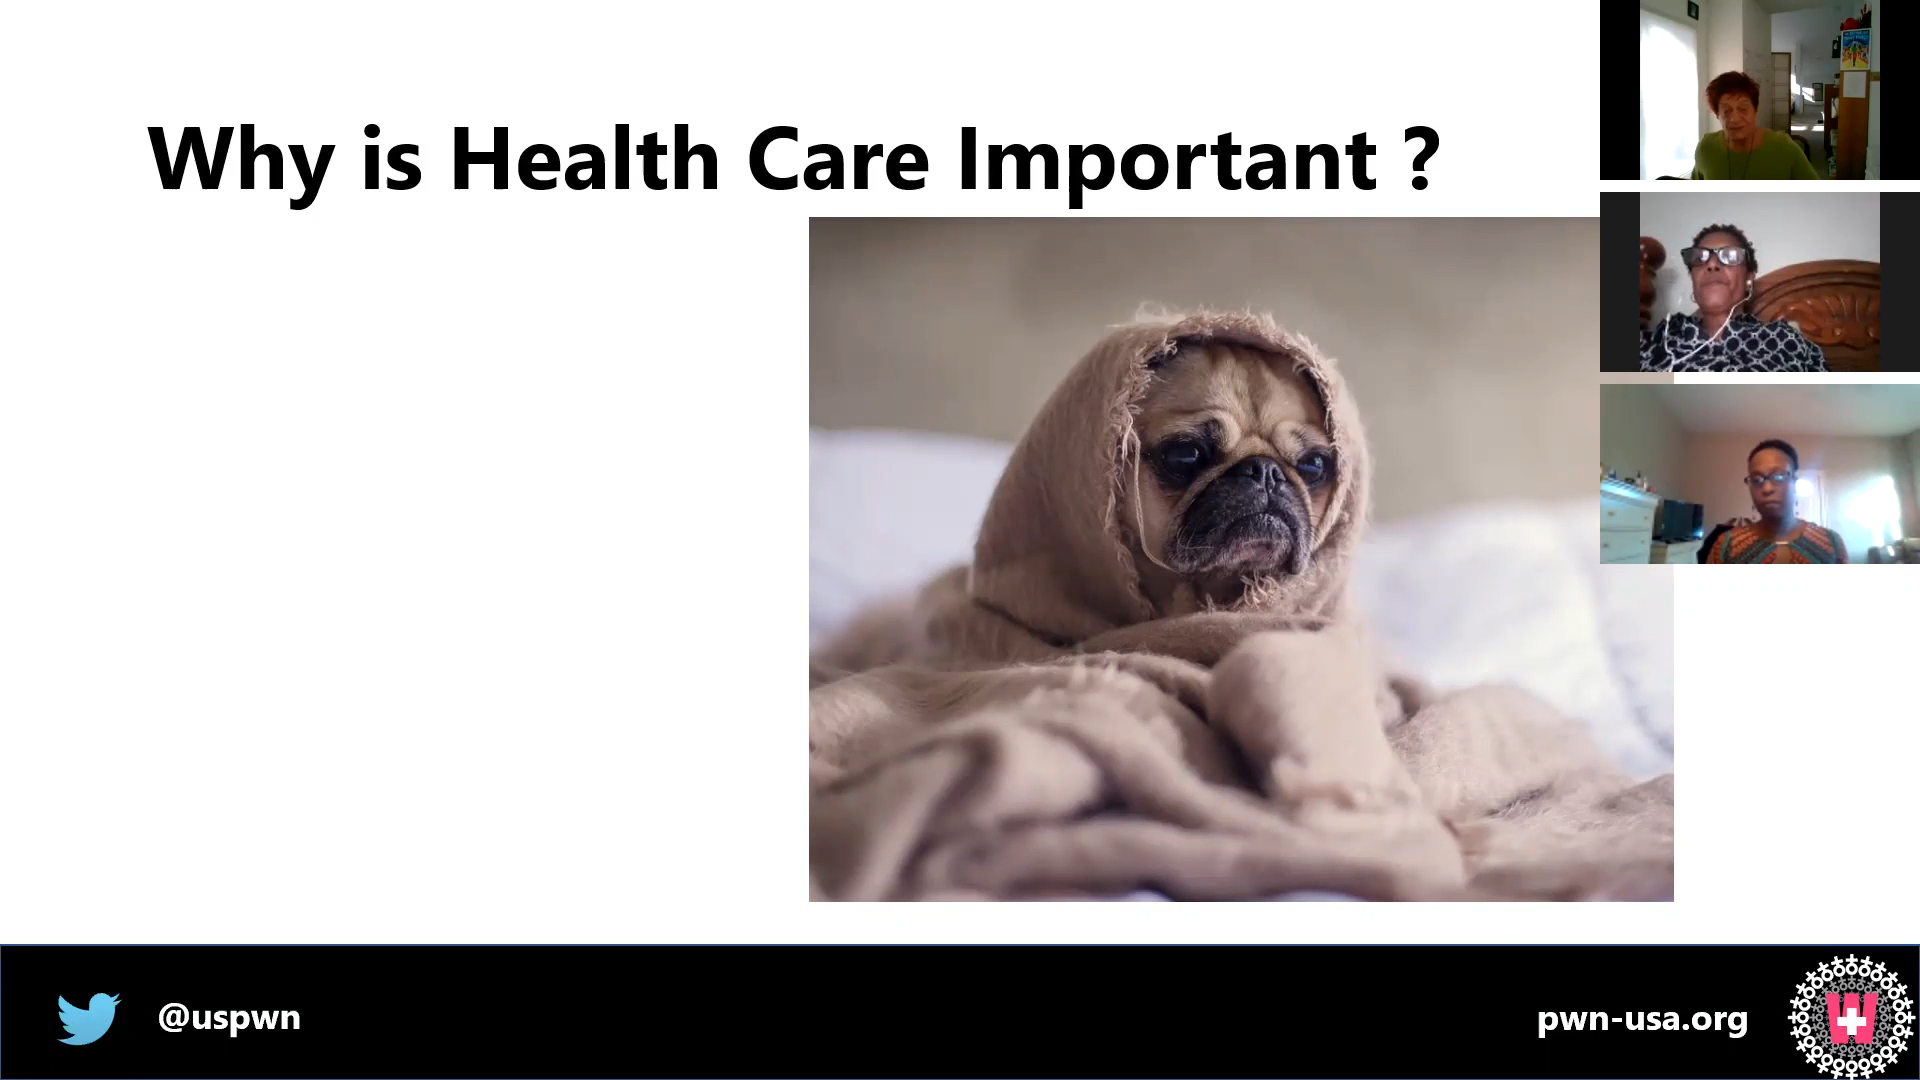 Why is Health Care Important ?
@uspwn
pwn-usa.org